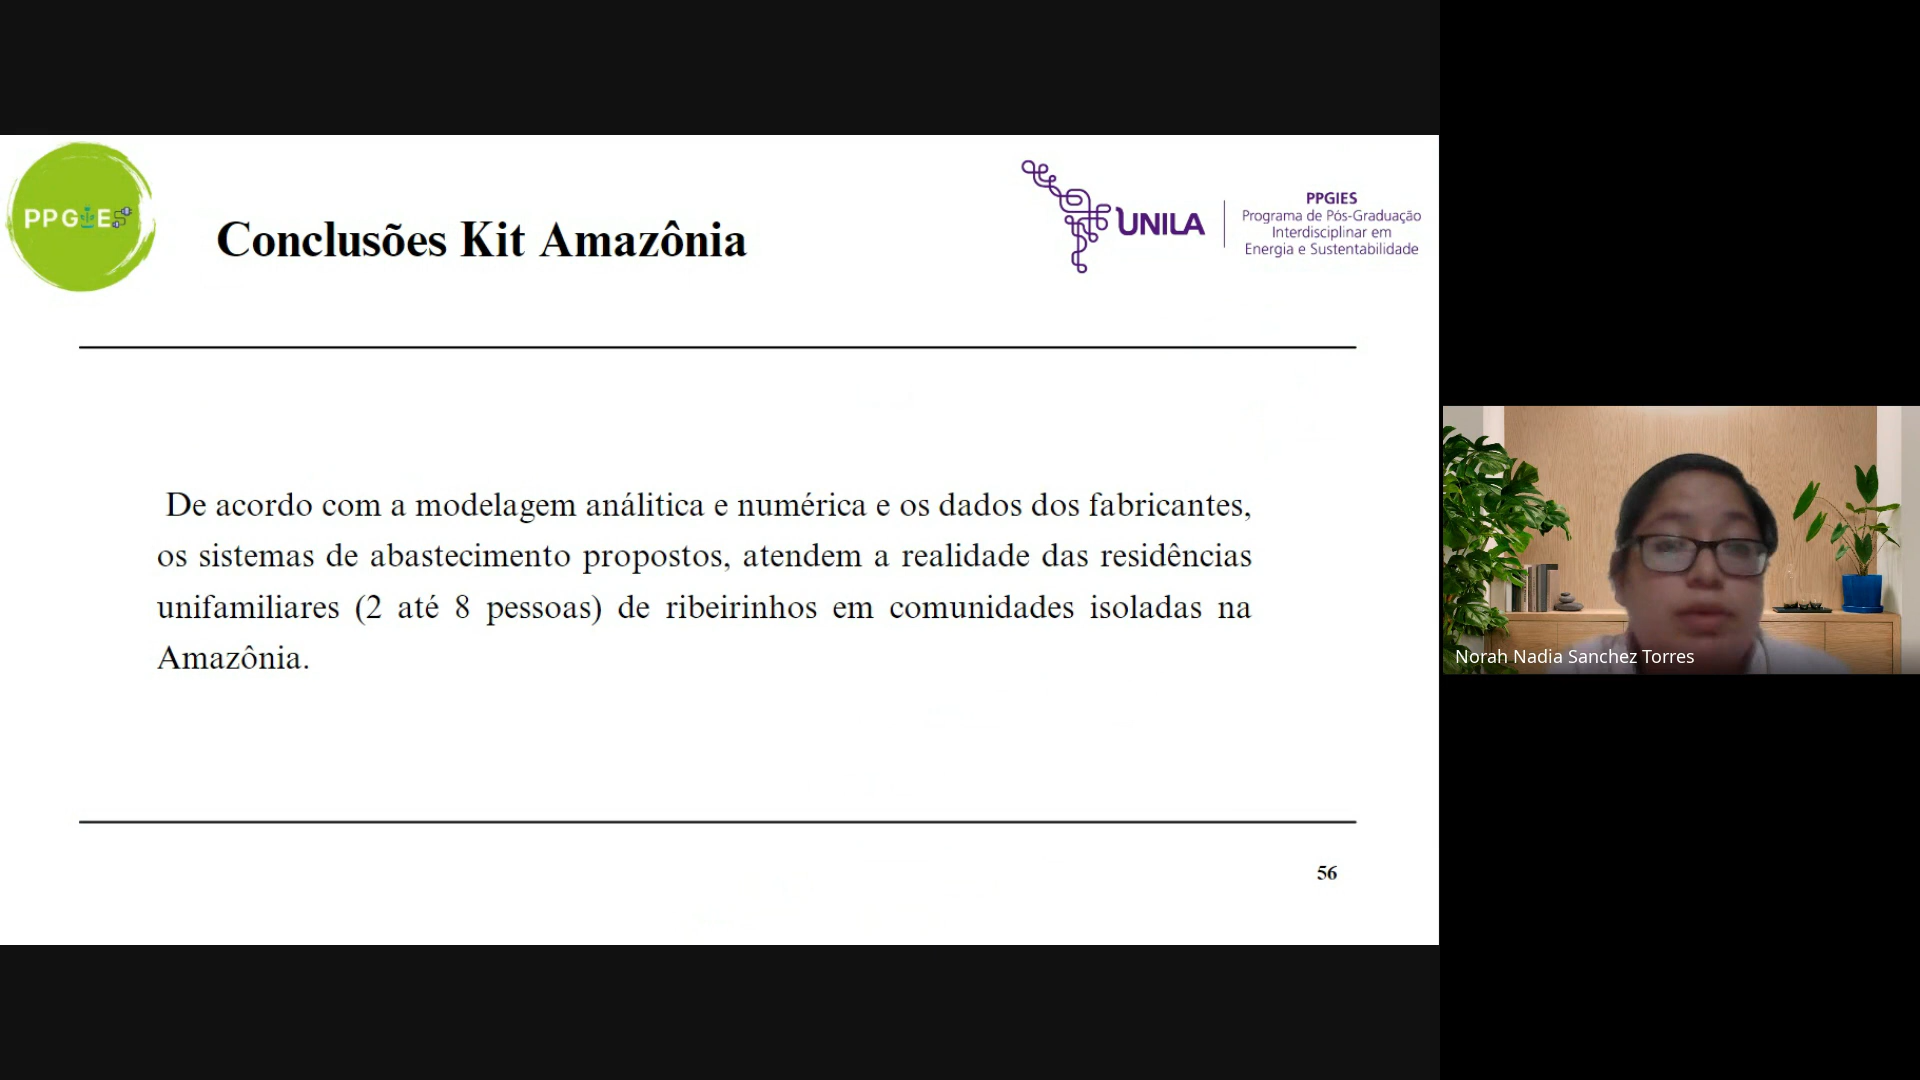 PPGIES
Conclusões Kit Amazônia
UNILA
PPGIES
Programa de Pós-Graduação
Interdisciplinar em
Energia e Sustentabilidade
De acordo com a modelagem análitica e numérica e os dados dos fabricantes,
os sistemas de abastecimento propostos, atendem a realidade das residências
unifamiliares (2 até 8 pessoas) de ribeirinhos em comunidades isoladas na
Amazônia.
56
Norah Nadia Sanchez Torres